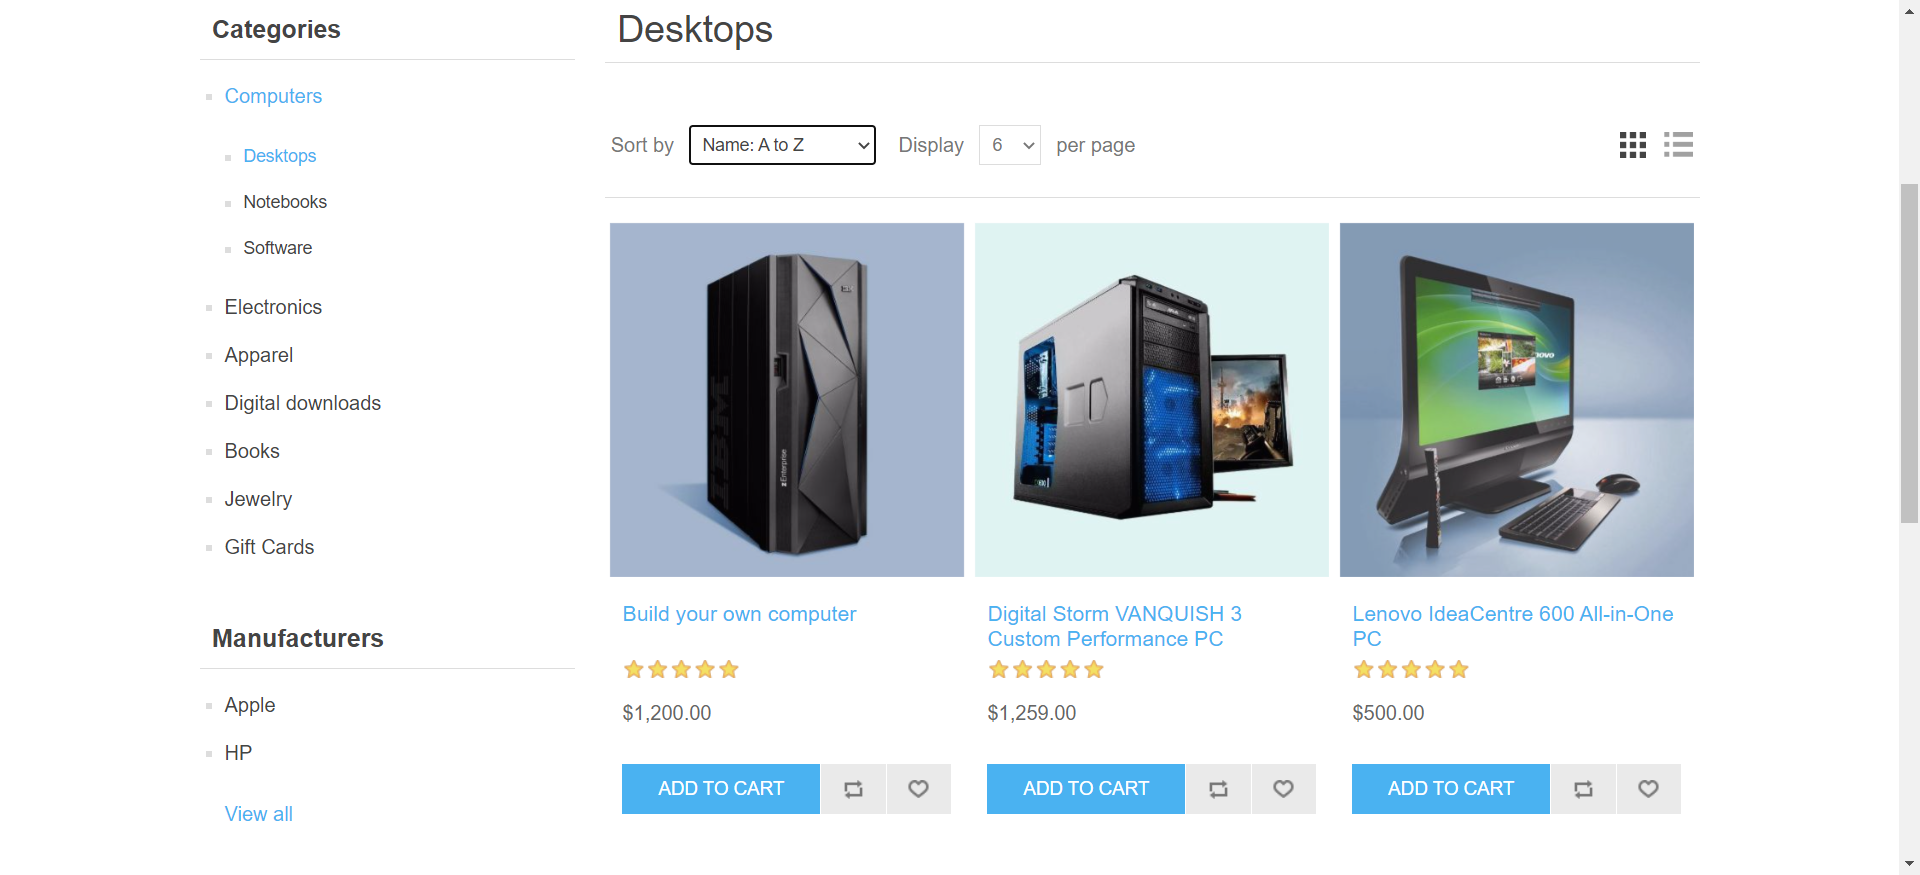 Categories
Computers
Desktops
Notebooks
Software
Electronics
Apparel
Digital downloads
Books
Jewelry
Gift Cards
Manufacturers
Apple
HP
View all
Desktops
Sort by Name: A to Z Display 6 per page
IBM
zEnterprise
Build your own computer
$1,200.00
ADD TO CART
Digital Storm VANQUISH 3
Custom Performance PC
$1,259.00
ADD TO CART
Lenovo IdeaCentre 600 All-in-One
PC
$500.00
ADD TO CART